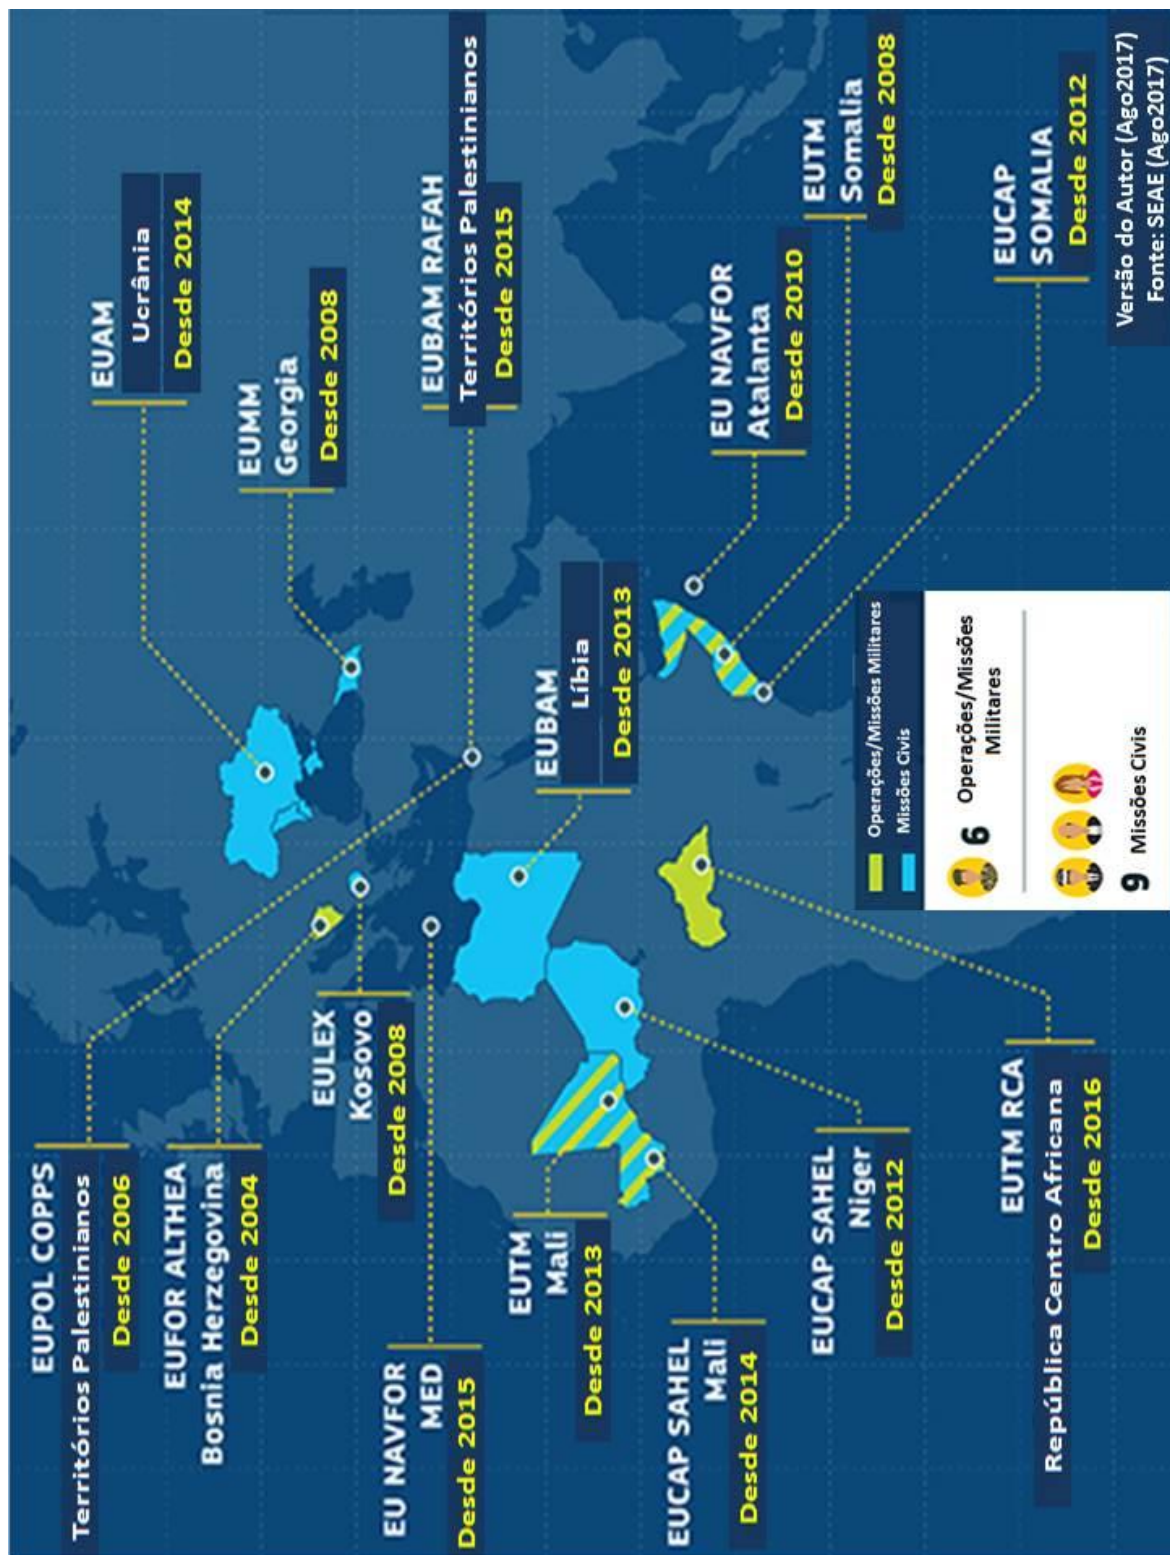 EUPOL COPPS
Territórios Palestinianos
Desde 2006
EUFOR ALTHEA
Bosnia Herzegovina
Desde 2004
EU NAVFOR
MED
Desde 2015
EULEX
Kosovo
Desde 2008
EUTM
Mali
Desde 2013
EUCAP SAHEL
Mali
Desde 2014
EUCAP SAHEL
Niger
Desde 2012
EUTM RCA
República Centro Africana
Desde 2016
EUAM
Ucrânia
Desde 2014
EUMM
Georgia
Desde 2008
EUBAM RAFAH
Territórios Palestinianos
Desde 2015
EUBAM
Líbia
Desde 2013
EU NAVFOR
Atalanta
Desde 2010
EUTM
Somalia
Desde 2008
EUCAP
SOMALIA
Desde 2012
Operações/Missões Militares
Missões Civis
6 Operações/Missões
Militares
9 Missões Civis
Versão do Autor (Ago2017)
Fonte: SEAE (Ago2017)